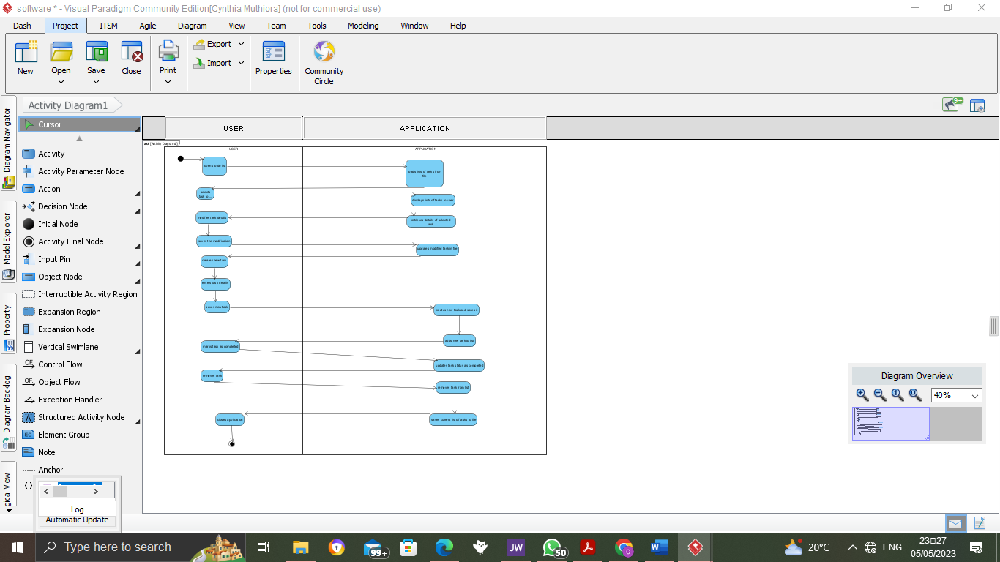 software * - Visual Paradigm Community Edition[Cynthia Muthiora] (not for commercial use)
Dash Project ITSM Agile Diagram View Team Tools Modeling Window Help
Export
Import
New Open Save Close Print Properties Community
Circle
Activity Diagram1
9+
Diagram Navigator
Model Explorer
Property
Diagram Backlog
gical View
Cursor
Activity
Activity Parameter Node
Action
Decision Node
Initial Node
Activity Final Node
Input Pin
Object Node
Interruptible Activity Region
Expansion Region
Expansion Node
Vertical Swimlane
CF Control Flow
OF Object Flow
Exception Handler
A Structured Activity Node
EG Element Group
Note
Anchor
{}
Log
Automatic Update
USER APPLICATION
act [Activity Diagram1]
USER APPLICATION
opens to do list
loads lists of tasks from
file
selects
task to ...
displays lists of tasks to user
modifies task details
retrieves details of selected
task
saves the modification
updates modified task in file
creates new task
enters task details
saves new task
creates new task and saves it
adds new task to list
marks task as completed
updates task status as completed
removes task
removes task from list
closes application
saves current list of tasks to file
Diagram Overview
40%
Type here to search
99+
JW
50
C
20°C
ENG
23□27
05/05/2023